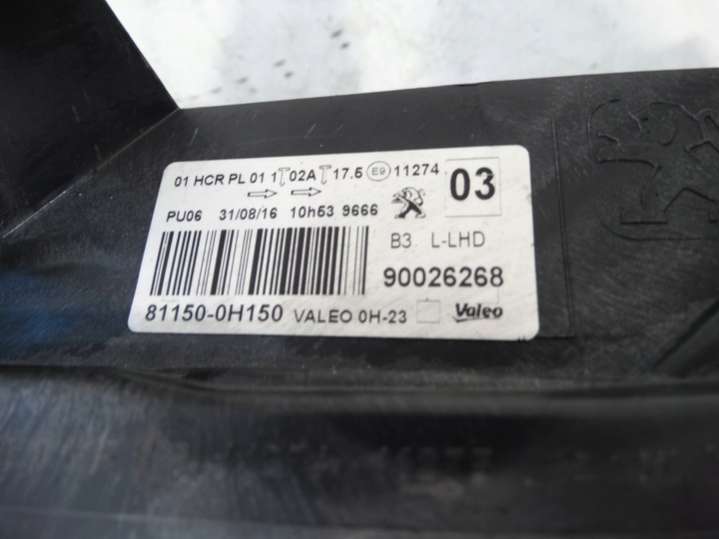 01 HCR PL 01 1 02A 17.5 E9 11274 03
PU06 31/08/16 10h53 9666
B3 L-LHD
90026268
81150-0H150 VALEO 0H-23 Valeo